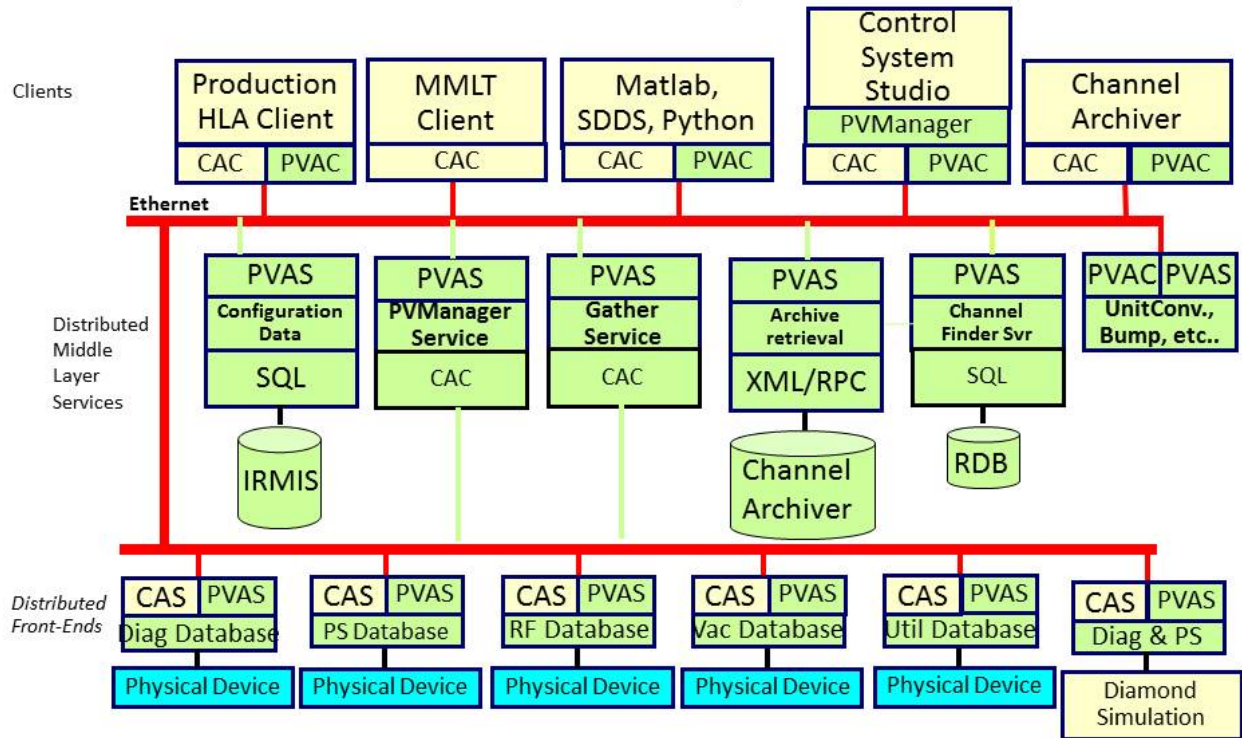 Clients
Production
HLA Client
CAC PVAC
MMLT
Client
CAC
Matlab,
SDDS, Python
CAC PVAC
Control
System
Studio
PVManager
CAC PVAC
Channel
Archiver
CAC PVAC
Ethernet
Distributed
Middle
Layer
Services
PVAS
Configuration
Data
SQL
IRMIS
PVAS
PVManager
Service
CAC
PVAS
Gather
Service
CAC
PVAS
Archive
retrieval
XML/RPC
Channel
Archiver
PVAS
Channel
Finder Svr
SQL
RDB
PVAC PVAS
UnitConv.,
Bump, etc..
Distributed
Front-Ends
CAS PVAS
Diag Database
Physical Device
CAS PVAS
PS Database
Physical Device
CAS PVAS
RF Database
Physical Device
CAS PVAS
Vac Database
Physical Device
CAS PVAS
Util Database
Physical Device
CAS PVAS
Diag & PS
Diamond
Simulation